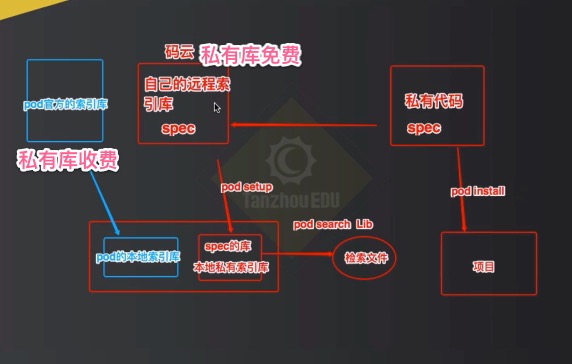 码云 私有库免费
pod官方的索引库
自己的远程索
引库
spec
私有代码
spec
私有库收费
TanzhouEDU
pod setup
pod install
pod search Lib
pod的本地索引库
spec的库
本地私有索引库
检索文件
项目